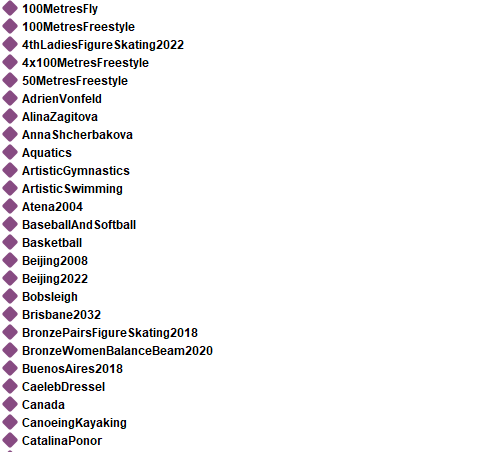 100MetresFly
100MetresFreestyle
4thLadiesFigureSkating2022
4x100MetresFreestyle
50MetresFreestyle
AdrienVonfeld
AlinaZagitova
AnnaShcherbakova
Aquatics
ArtisticGymnastics
ArtisticSwimming
Atena2004
BaseballAndSoftball
Basketball
Beijing2008
Beijing2022
Bobsleigh
Brisbane2032
BronzePairsFigureSkating2018
BronzeWomenBalanceBeam2020
BuenosAires2018
CaelebDressel
Canada
CanoeingKayaking
CatalinaPonor